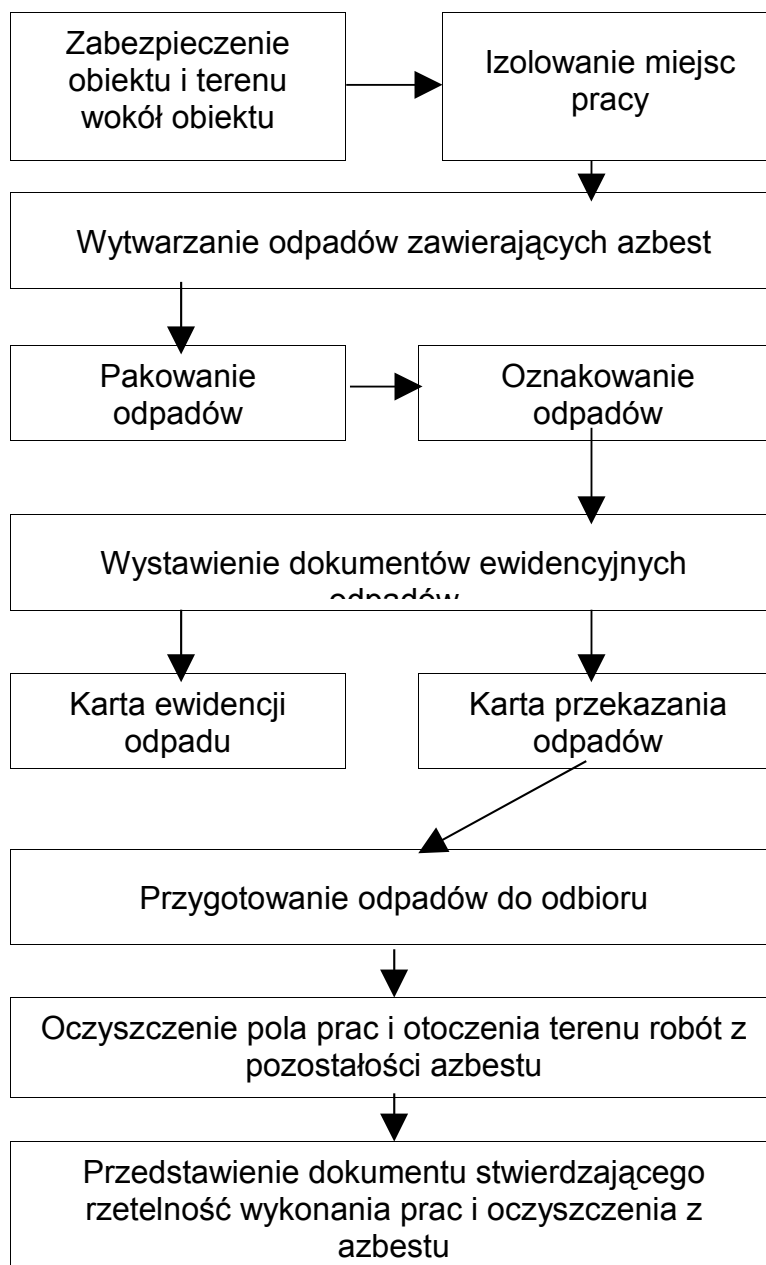 Zabezpieczenie
obiektu i terenu
wokół obiektu
Izolowanie miejsc
pracy
Wytwarzanie odpadów zawierających azbest
Pakowanie
odpadów
Oznakowanie
odpadów
Wystawienie dokumentów ewidencyjnych
odpadów
Karta ewidencji
odpadu
Karta przekazania
odpadów
Przygotowanie odpadów do odbioru
Oczyszczenie pola prac i otoczenia terenu robót z
pozostałości azbestu
Przedstawienie dokumentu stwierdzającego
rzetelność wykonania prac i oczyszczenia z
azbestu